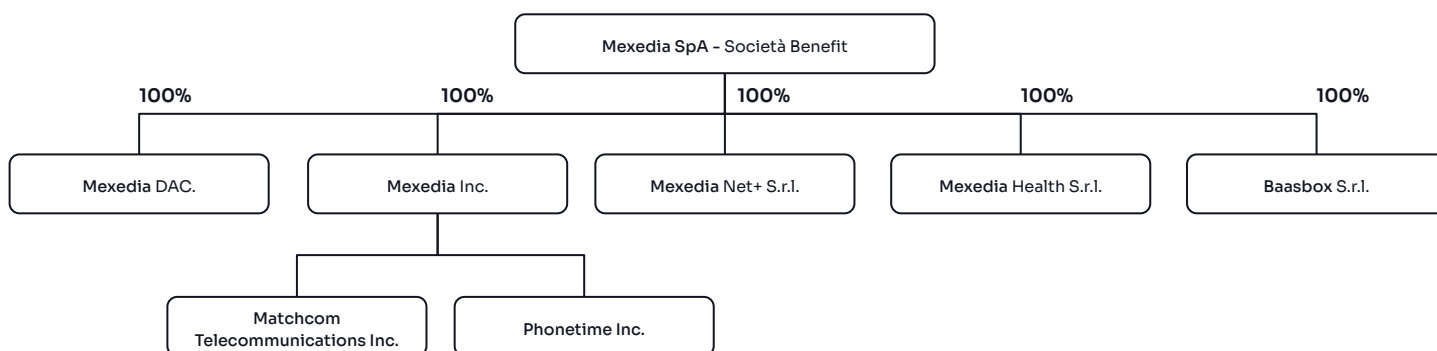 Mexedia SpA - Società Benefit
100%
100%
100%
100%
100%
Mexedia DAC.
Mexedia Inc.
Mexedia Net+ S.r.l.
Mexedia Health S.r.l.
Baasbox S.r.l.
Matchcom
Telecommunications Inc.
Phonetime Inc.